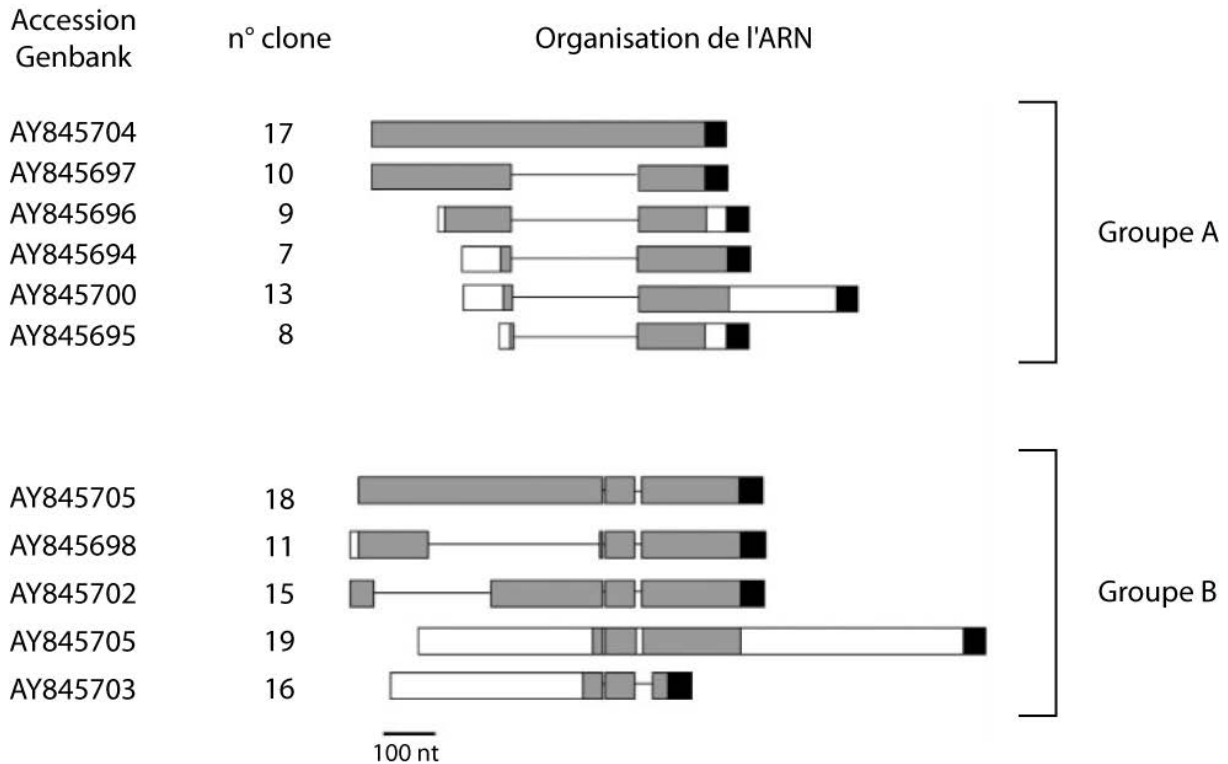 Accession
Genbank
n° clone
Organisation de l'ARN
AY845704 17
AY845697 10
AY845696 9
AY845694 7
AY845700 13
AY845695 8
Groupe A
AY845705 18
AY845698 11
AY845702 15
AY845705 19
AY845703 16
Groupe B
100 nt